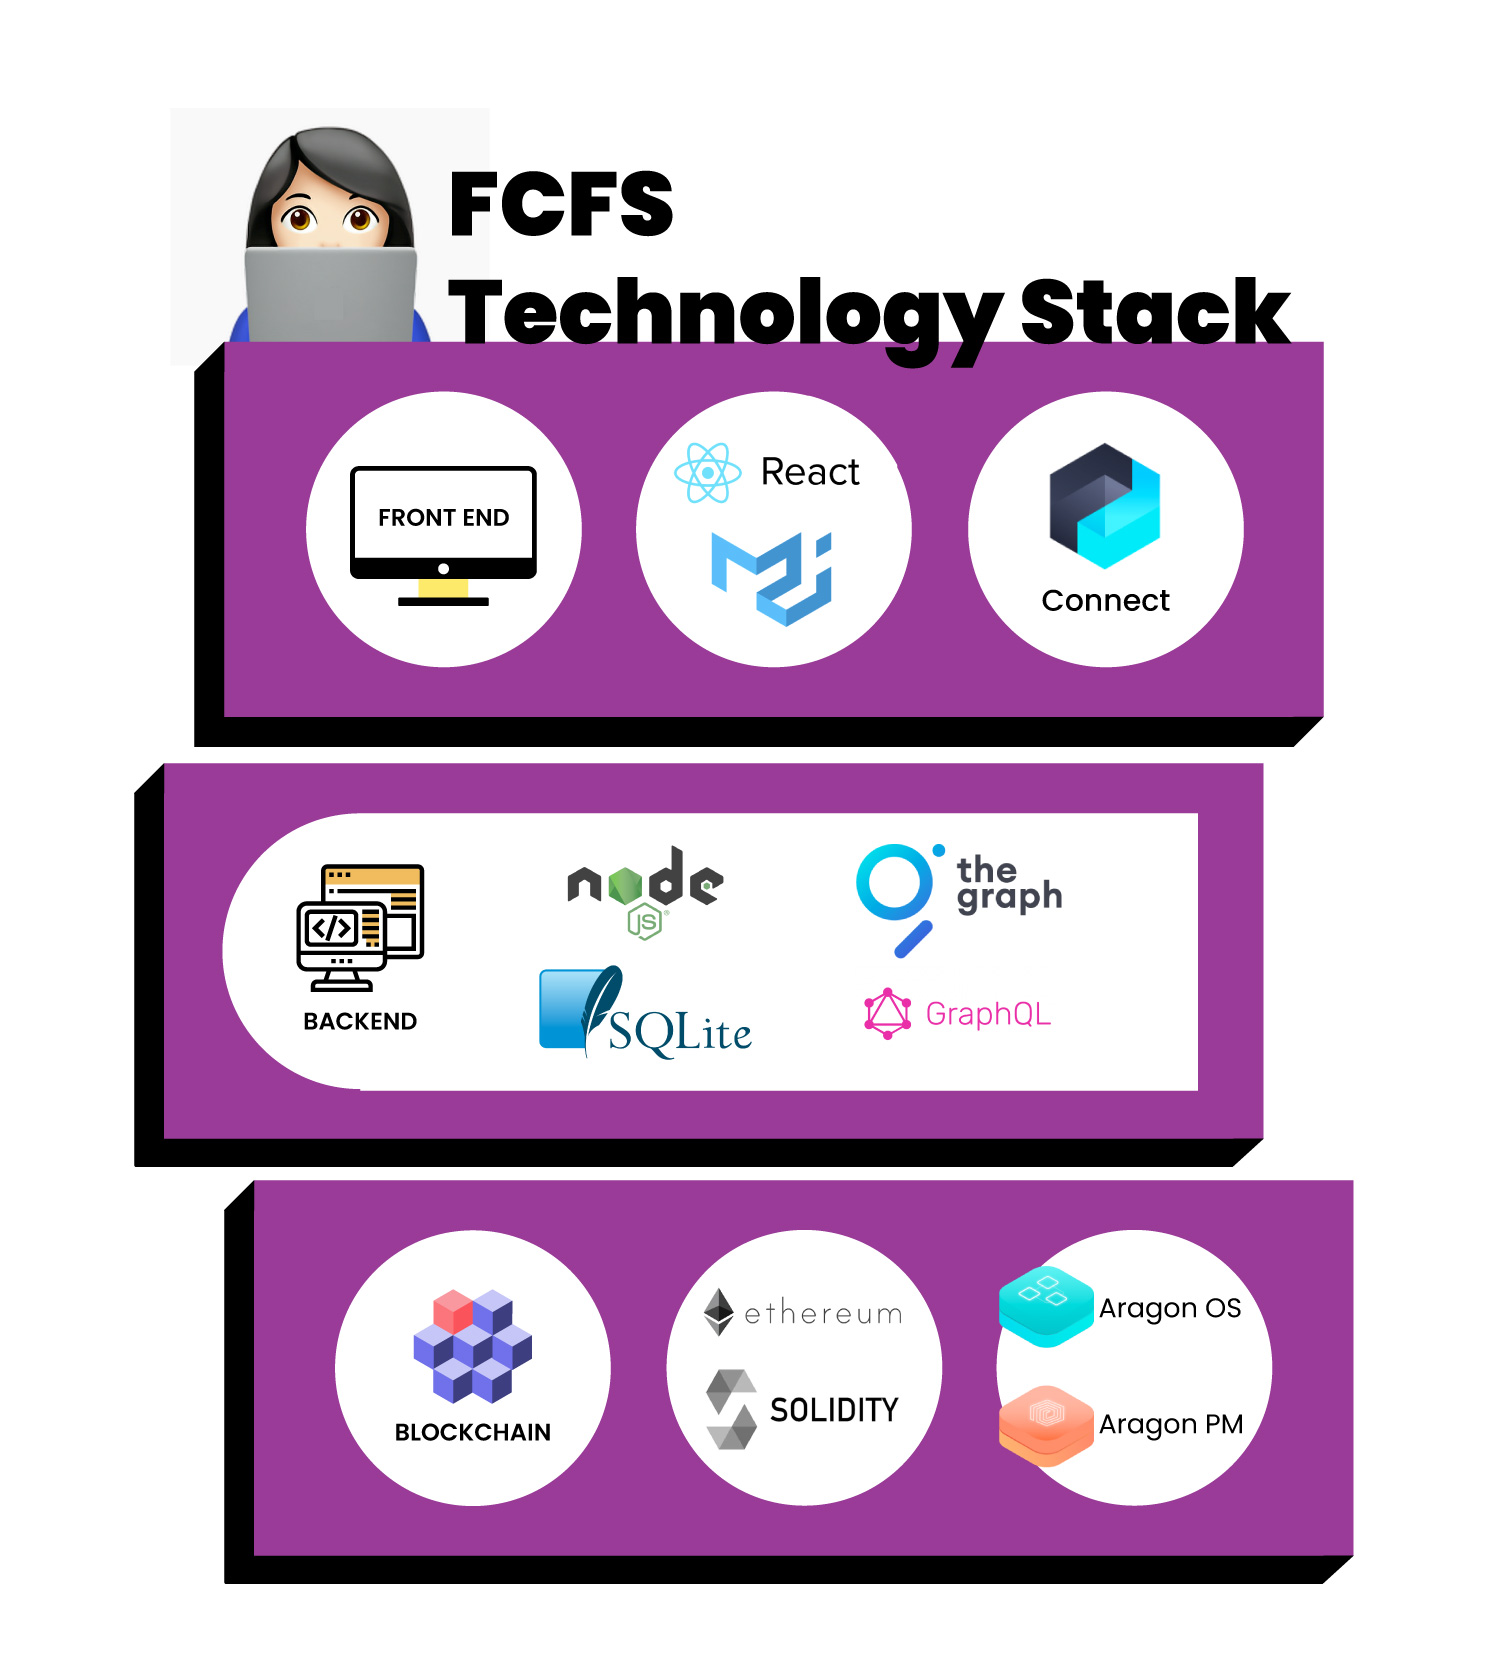 FCFS
Technology Stack
FRONT END
React
Connect
BACKEND
node
JS
SQLite
the
graph
GraphQL
BLOCKCHAIN
ethereum
SOLIDITY
Aragon OS
Aragon PM